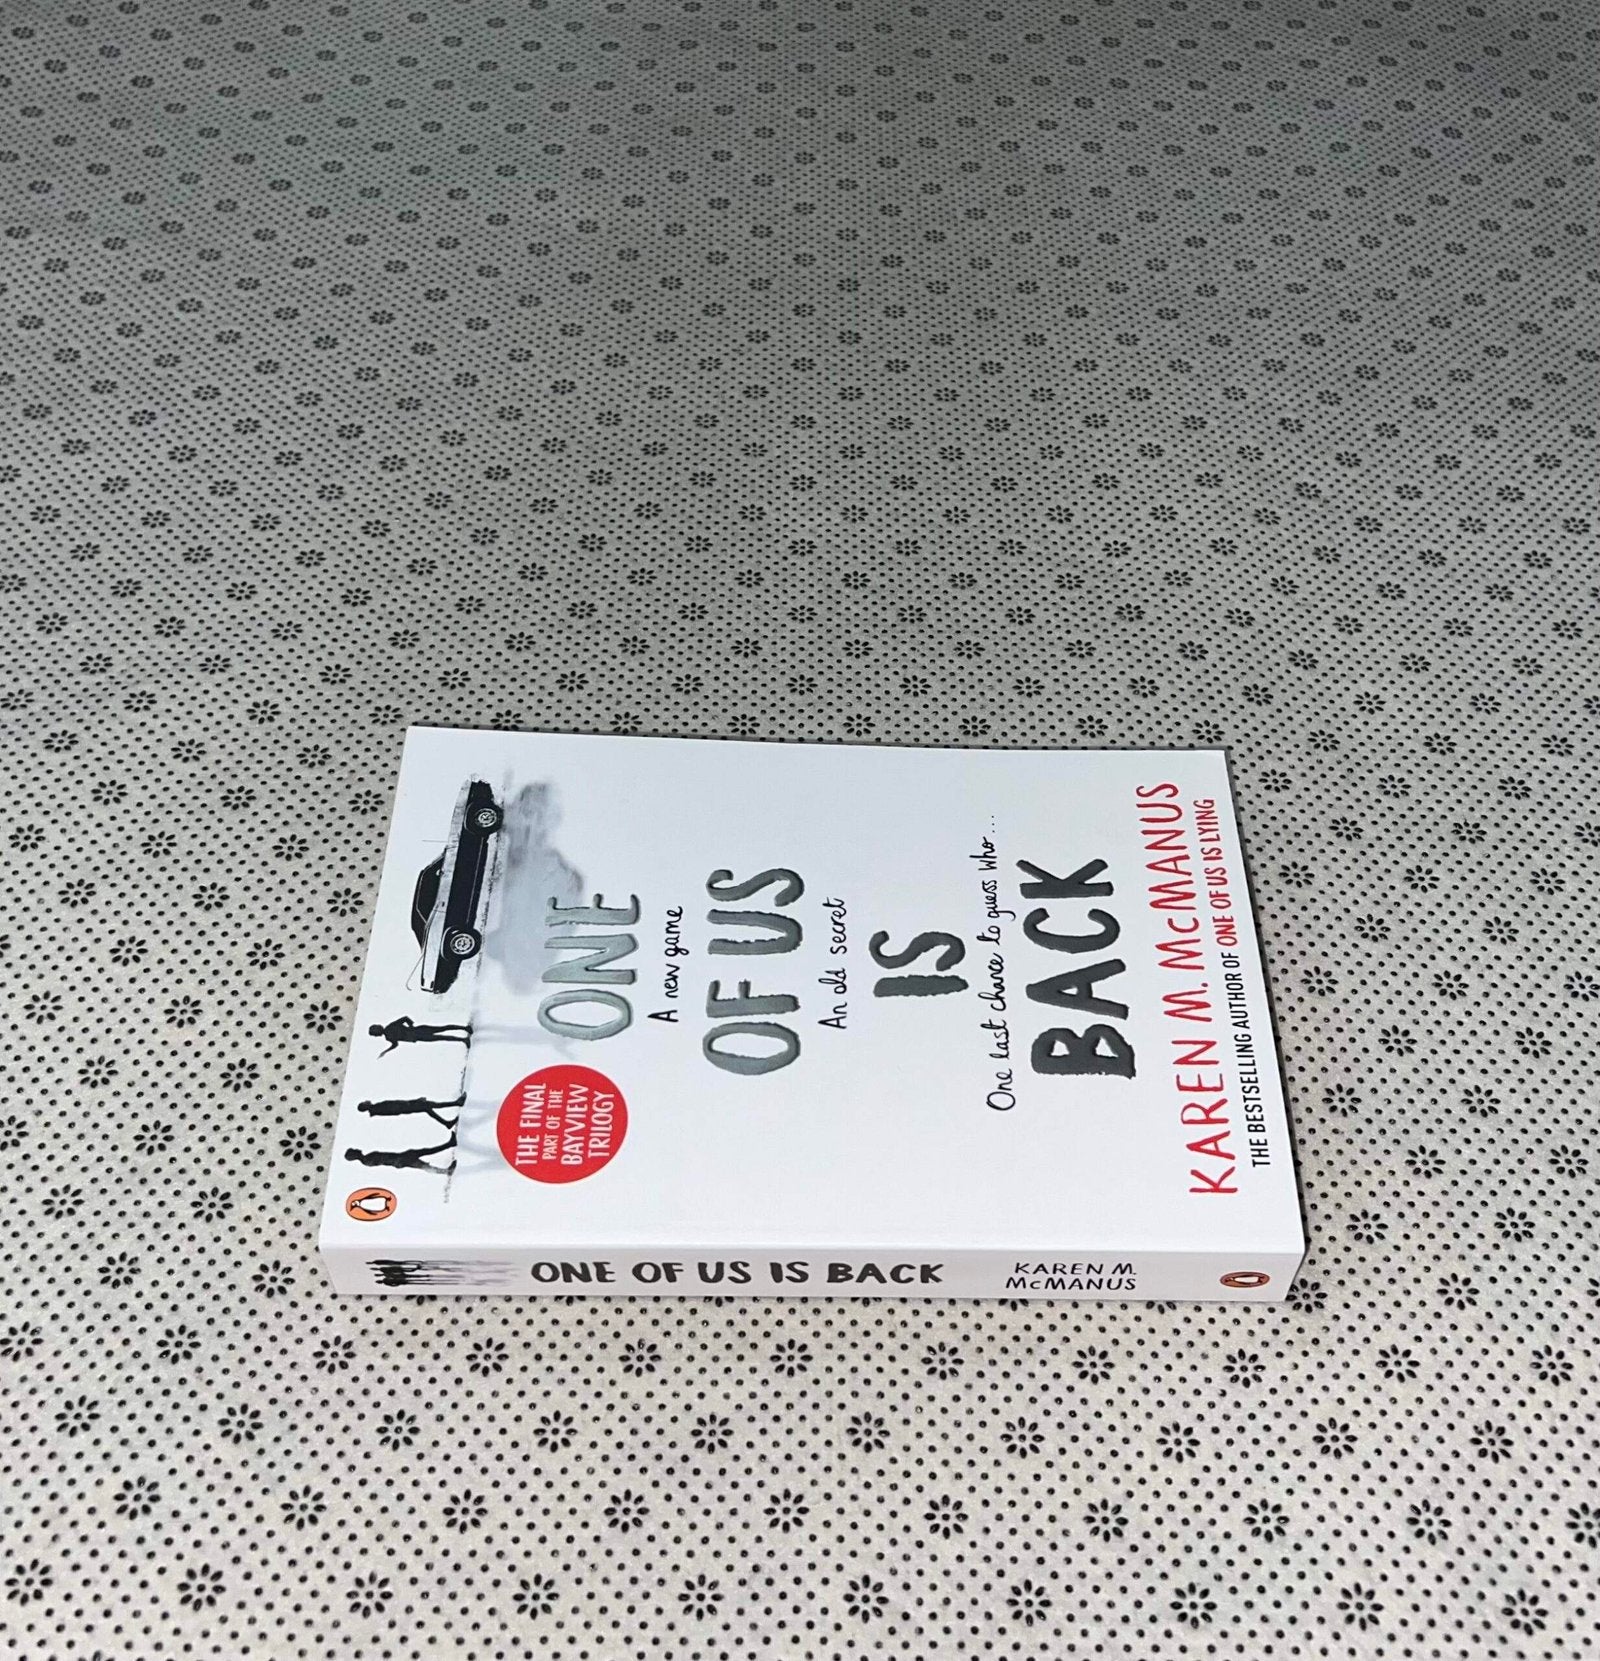 THE FINAL
PART OF THE
BAYVIEW
TRILOGY
ONE
A new game
OF US
An old secret
IS
One last chance to guess who...
BACK
KAREN M. McMANUS
THE BESTSELLING AUTHOR OF ONE OF US IS LYING
ONE OF US IS BACK
KAREN M.
McMANUS